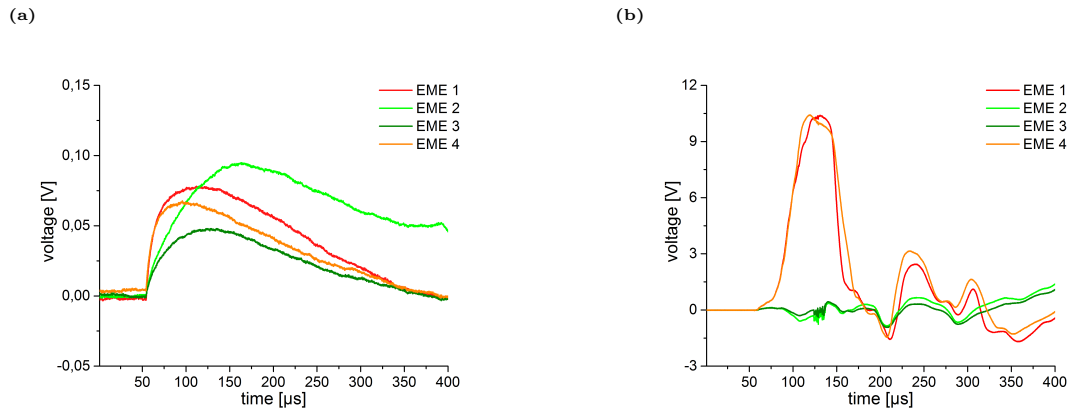 (a)
(b)
0,15
0,10
0,05
0,00
-0,05
voltage [V]
50 100 150 200 250 300 350 400
time [µs]
EME 1
EME 2
EME 3
EME 4
12
9
6
3
0
-3
voltage [V]
50 100 150 200 250 300 350 400
time [µs]
EME 1
EME 2
EME 3
EME 4